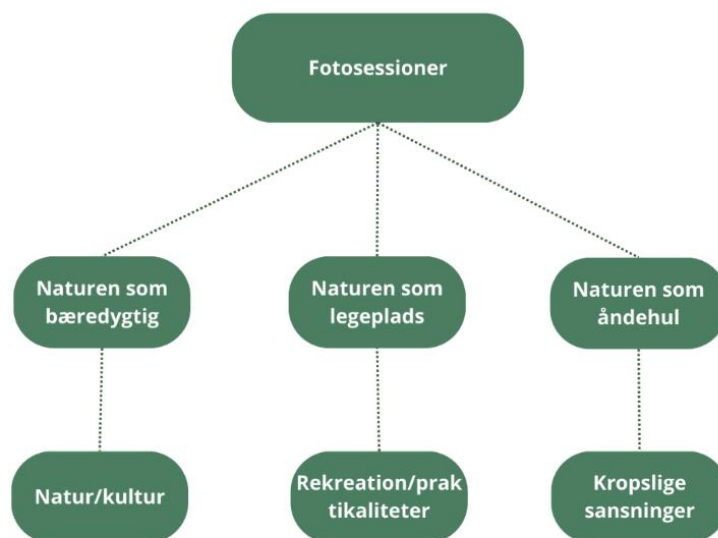 Fotosessioner
Naturen som
bæredygtig
Naturen som
legeplads
Naturen som
åndehul
Natur/kultur
Rekreation/prak
tikaliteter
Kropslige
sansninger